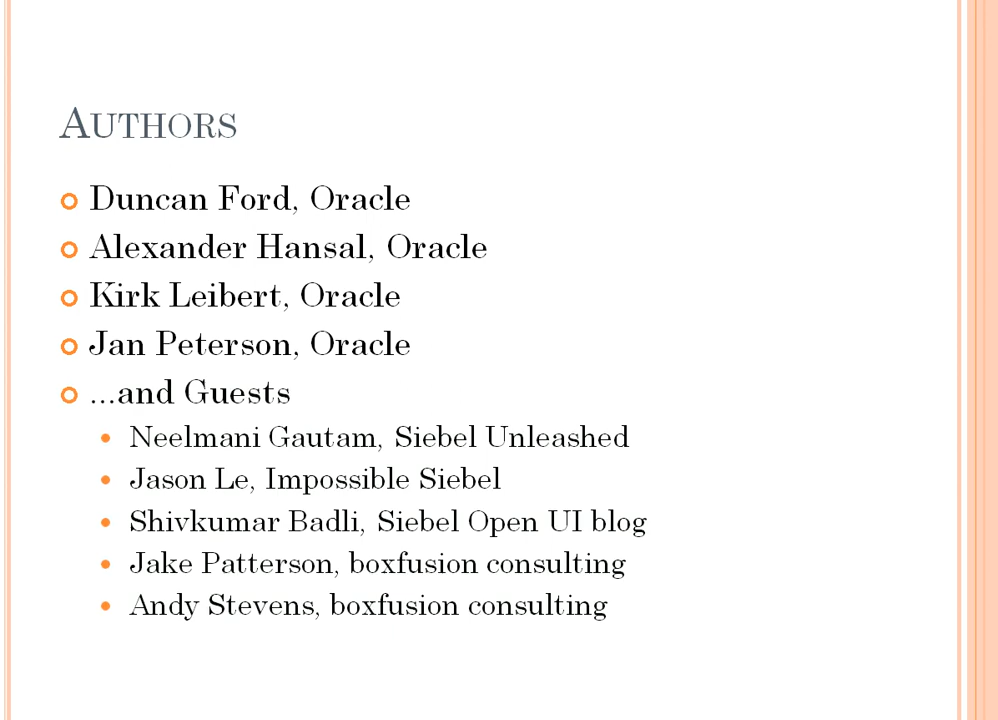 AUTHORS
Duncan Ford, Oracle
Alexander Hansal, Oracle
Kirk Leibert, Oracle
Jan Peterson, Oracle
...and Guests
Neelmani Gautam, Siebel Unleashed
Jason Le, Impossible Siebel
Shivkumar Badli, Siebel Open UI blog
Jake Patterson, boxfusion consulting
Andy Stevens, boxfusion consulting